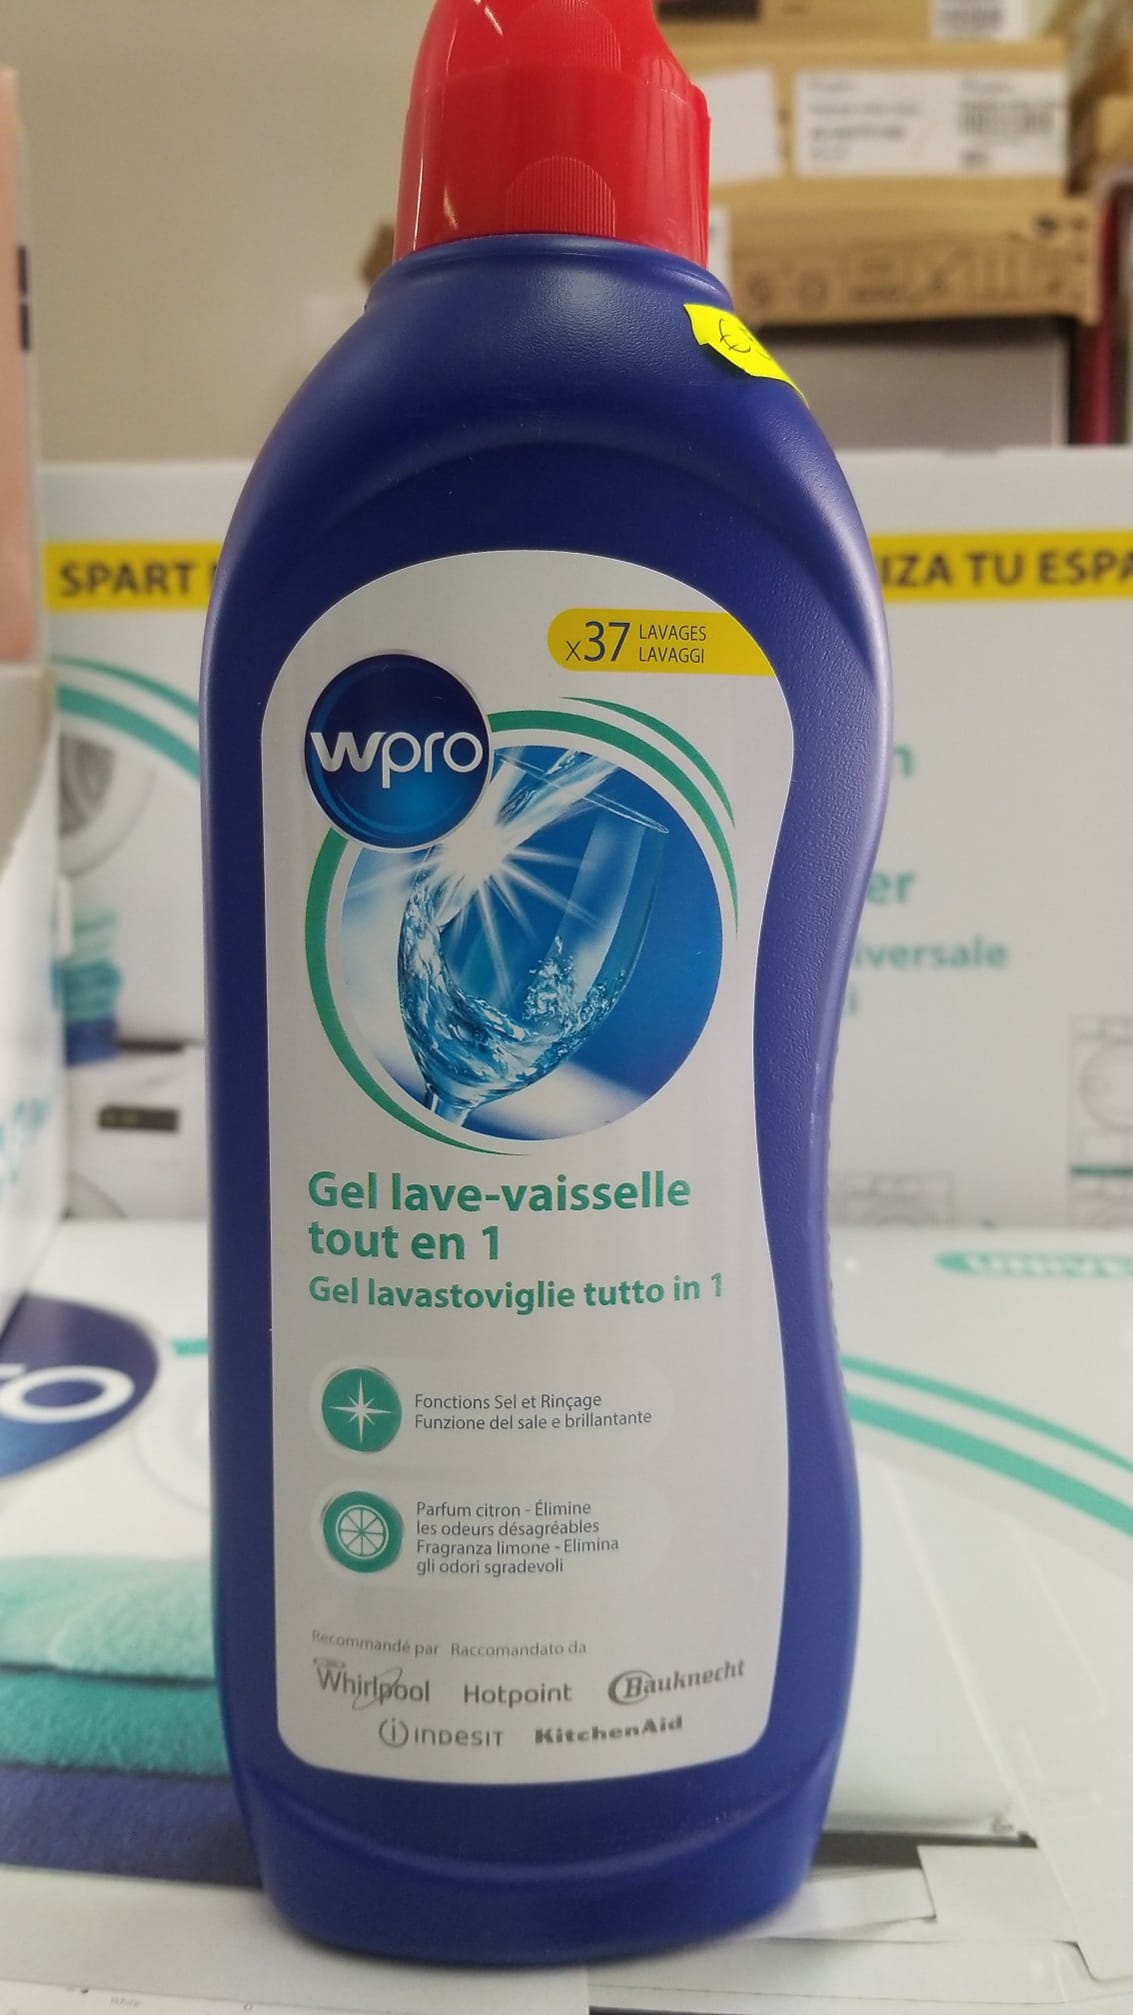 SPART
IZA TU ESPA
x37 LAVAGES
LAVAGGI
wpro
er
Gel lave-vaisselle
tout en 1
Gel lavastoviglie tutto in 1
Fonctions Sel et Rinçage
Funzione del sale e brillantante
Parfum citron - Élimine
les odeurs désagréables
Fragranza limone - Elimina
gli odori sgradevoli
Recommandé par Raccomandato da
Whirlpool Hotpoint Bauknecht
indesit KitchenAid